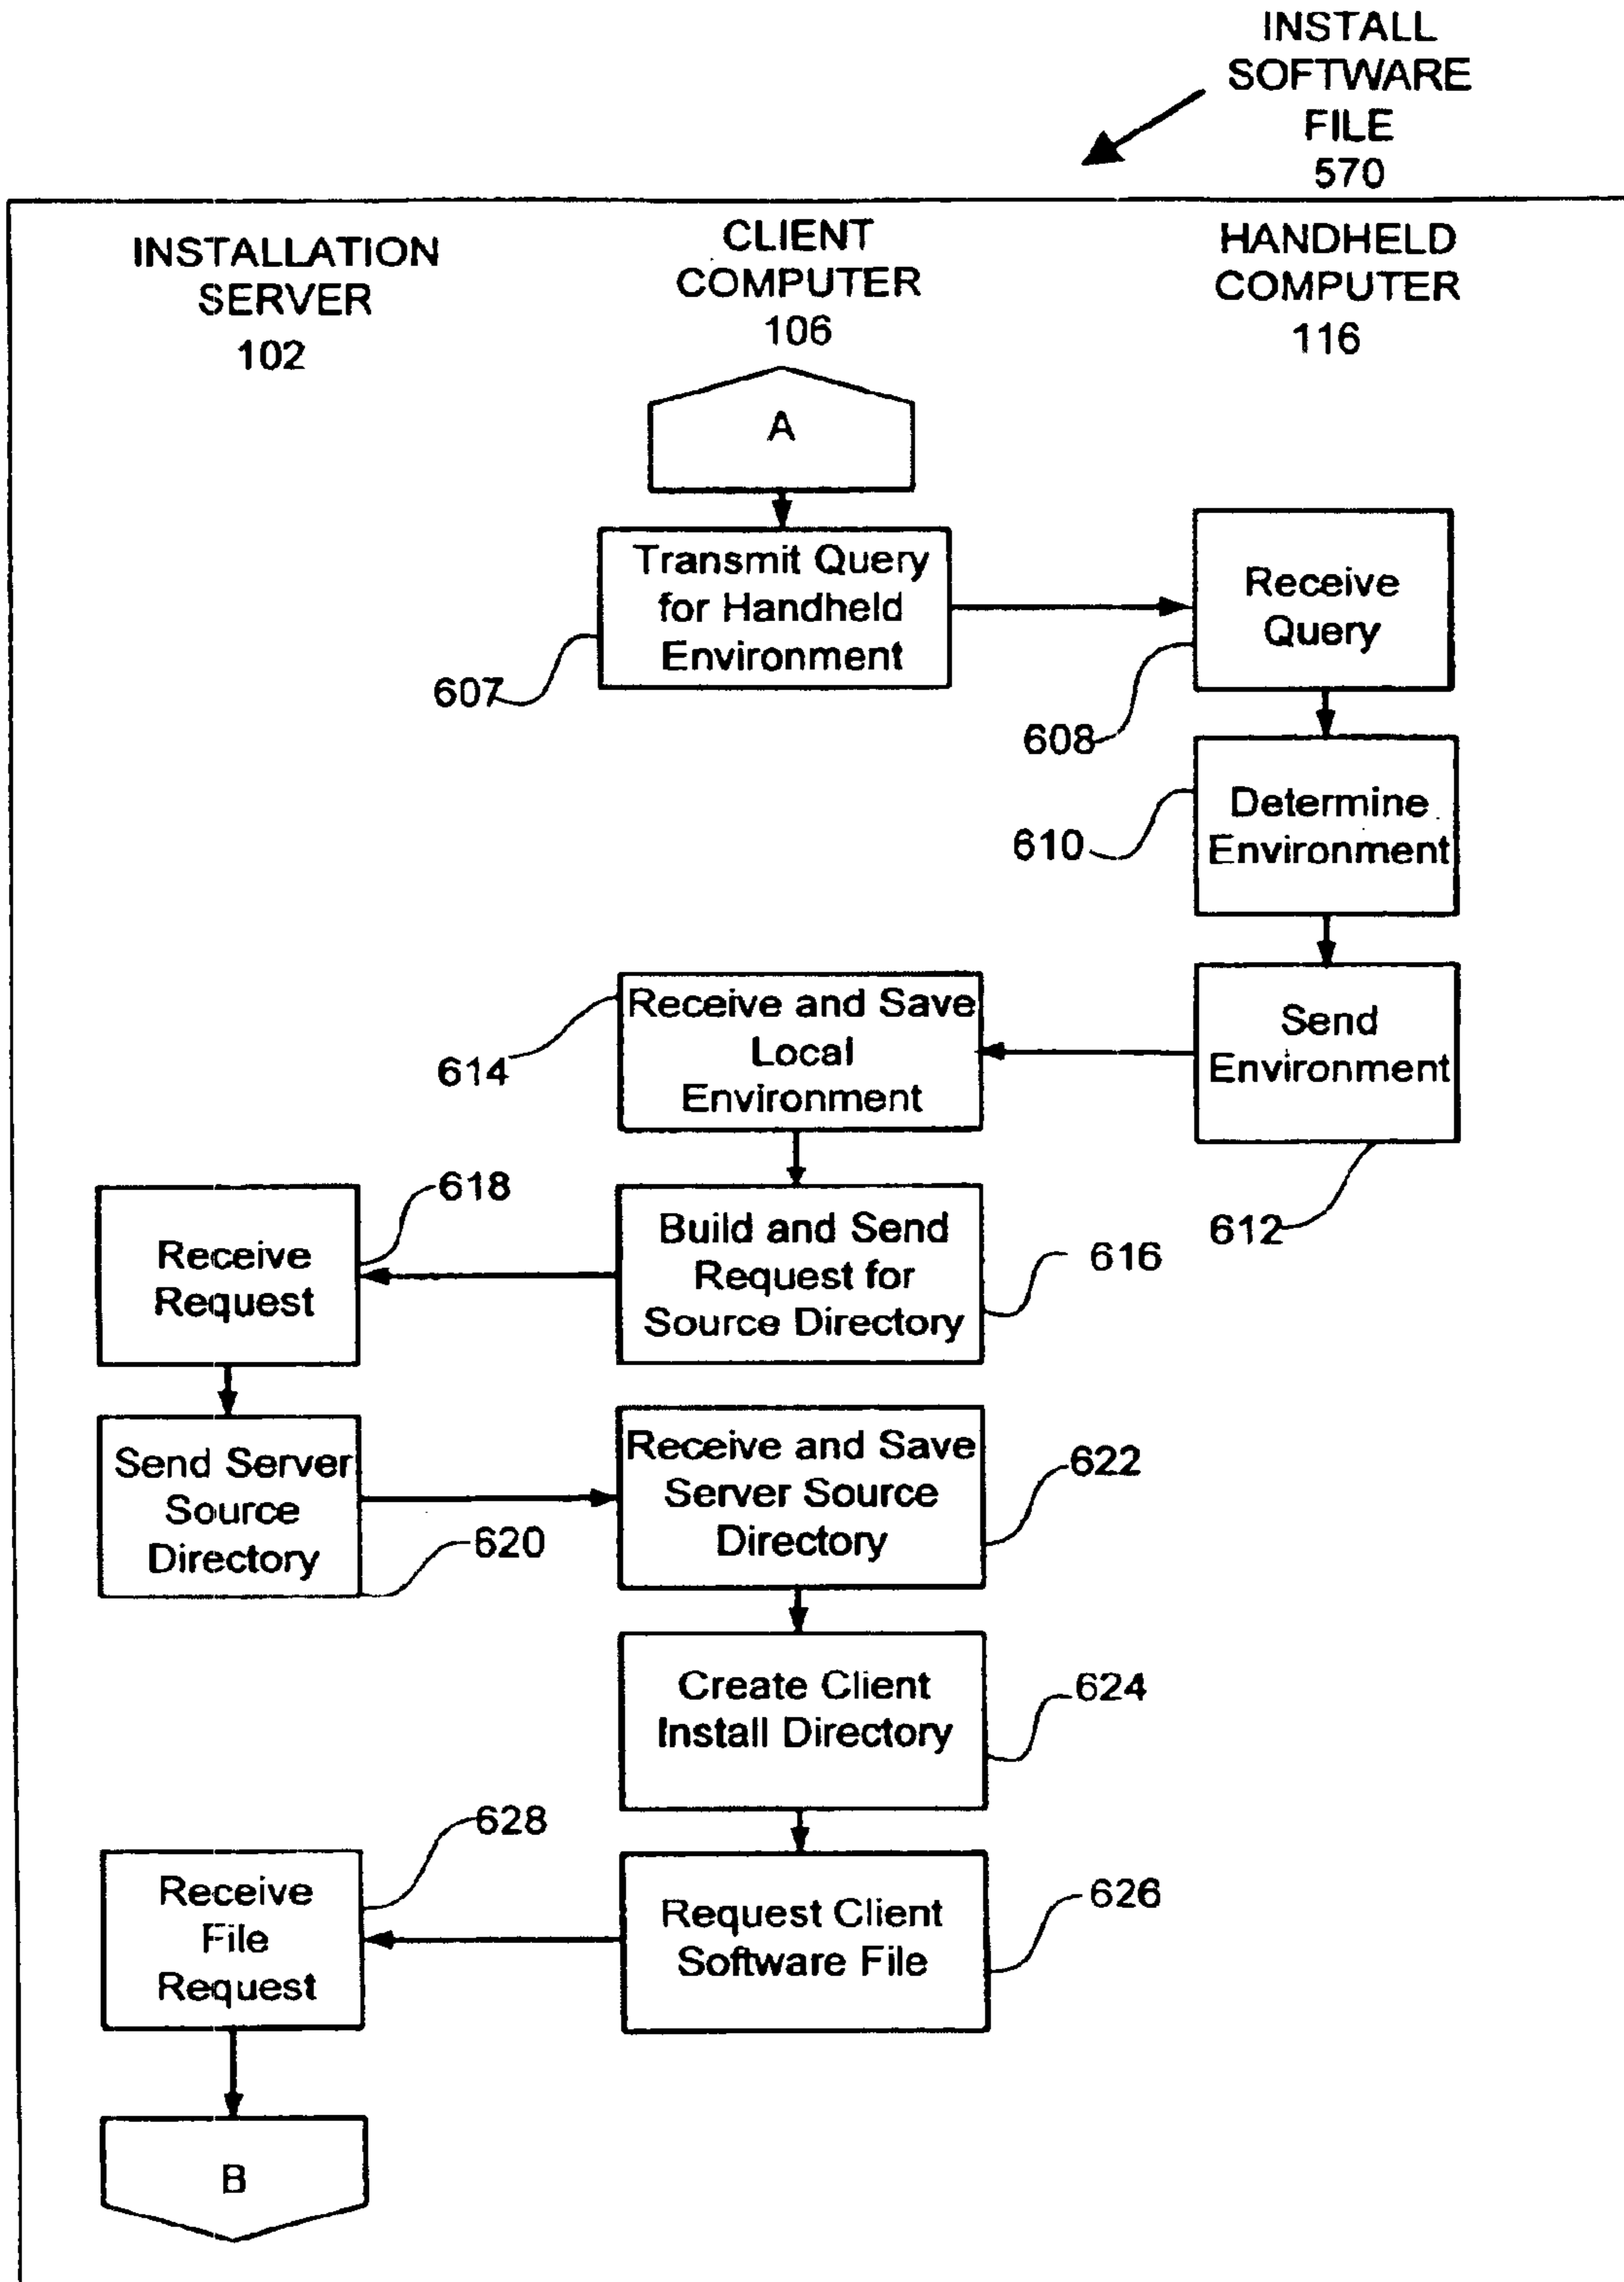 INSTALL
SOFTWARE
FILE
570
INSTALLATION
SERVER
102
CLIENT
COMPUTER
106
HANDHELD
COMPUTER
116
A
Transmit Query
for Handheld
Environment
607
Receive
Query
608
Determine
Environment
610
Send
Environment
612
Receive and Save
Local
Environment
614
Build and Send
Request for
Source Directory
616
Receive
Request
618
Send Server
Source
Directory
620
Receive and Save
Server Source
Directory
622
Create Client
Install Directory
624
Request Client
Software File
626
Receive
File
Request
628
B